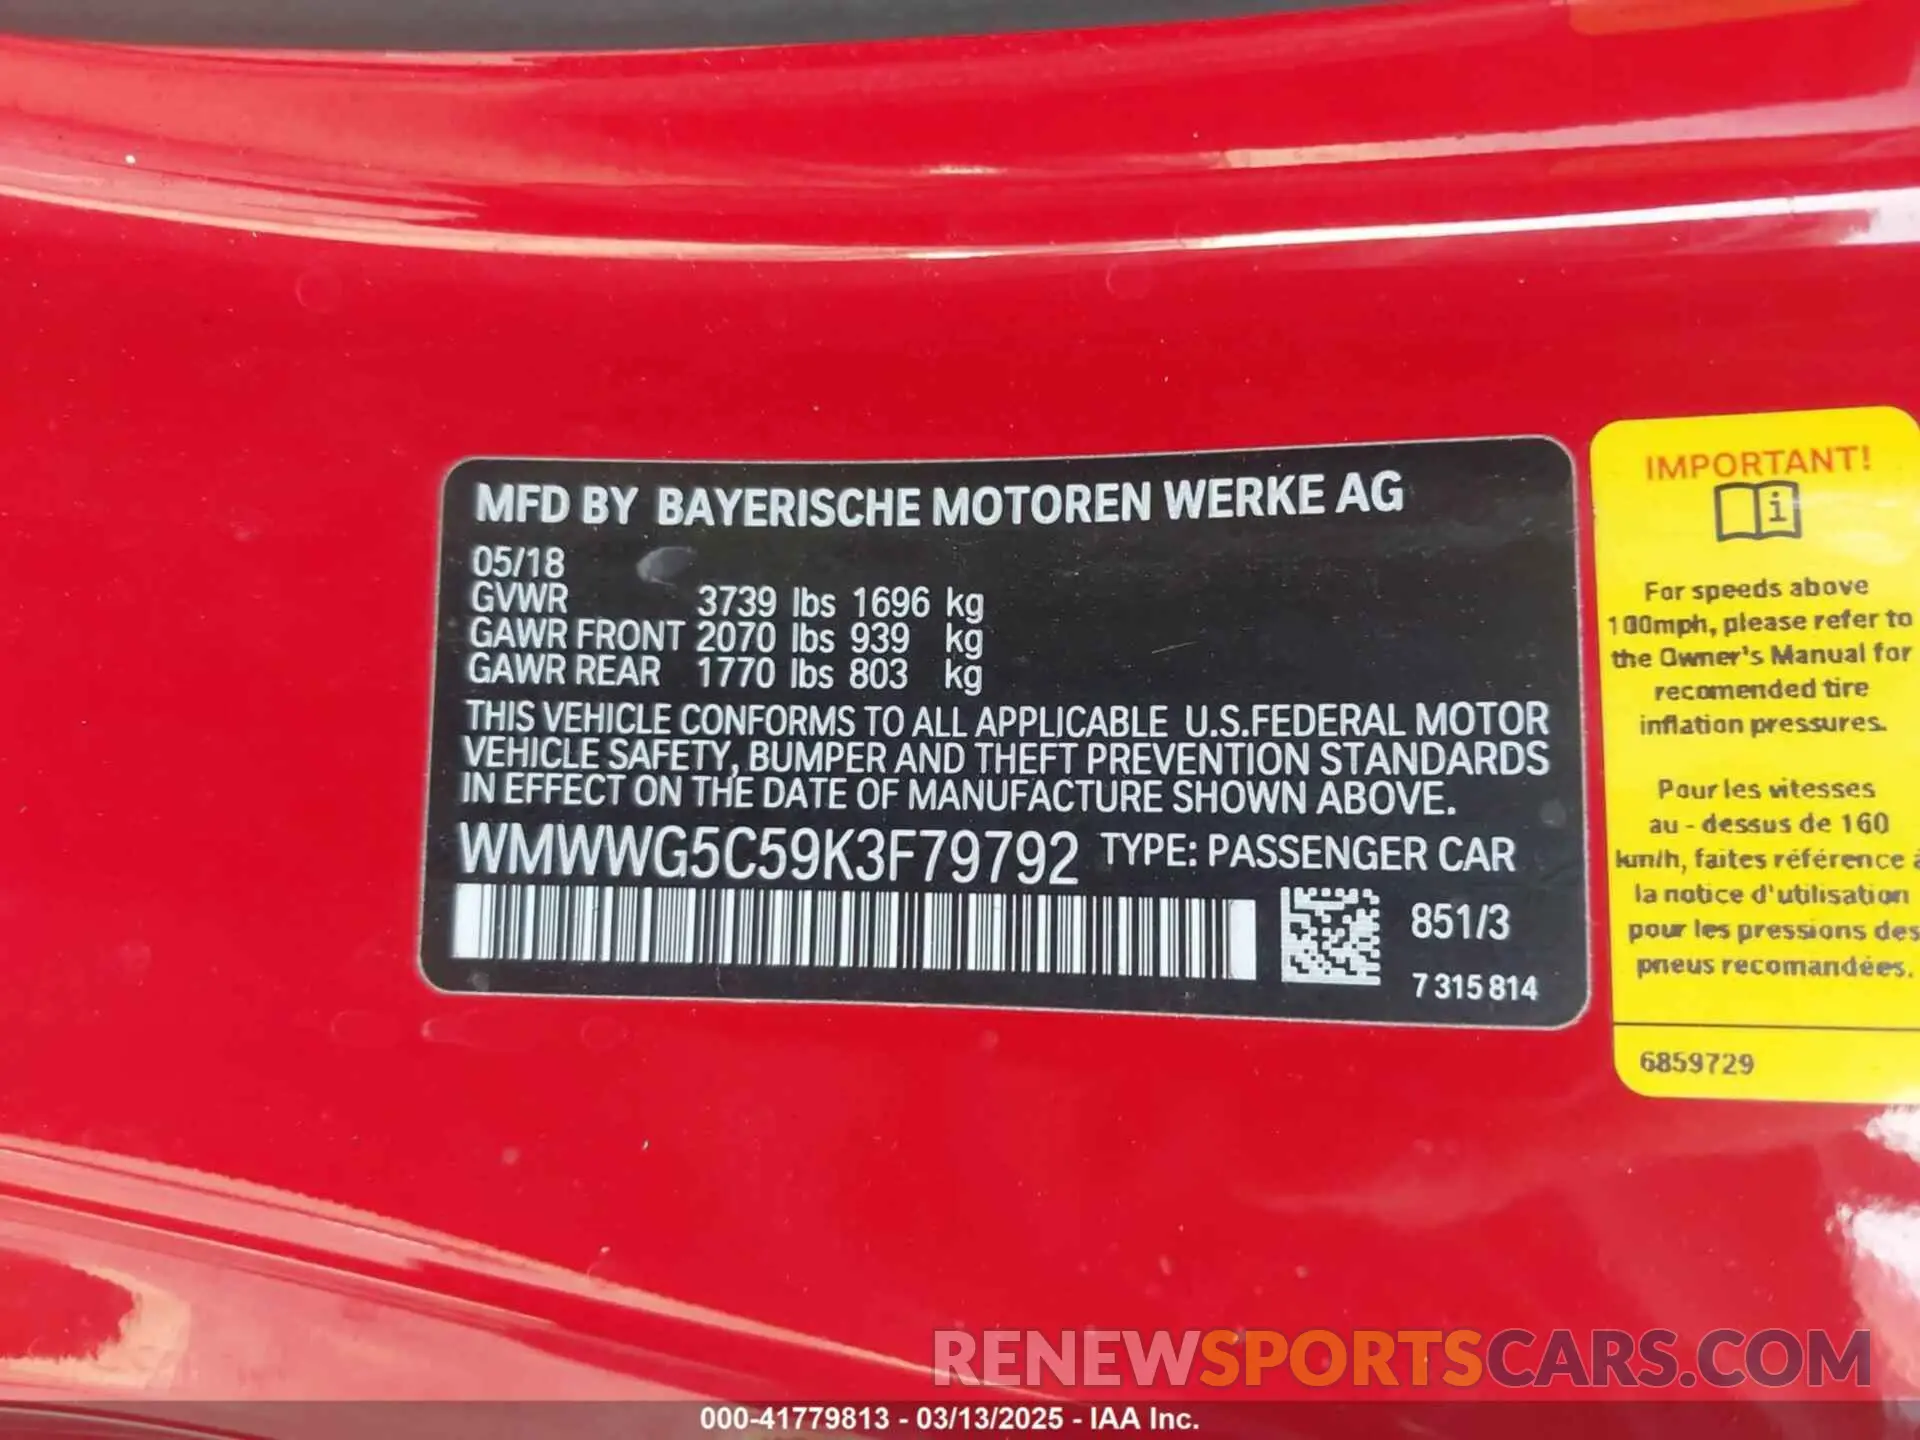 MFD BY BAYERISCHE MOTOREN WERKE AG
05/18
GVWR 3739 lbs 1696 kg
GAWR FRONT 2070 lbs 939 kg
GAWR REAR 1770 lbs 803 kg
THIS VEHICLE CONFORMS TO ALL APPLICABLE U.S.FEDERAL MOTOR
VEHICLE SAFETY, BUMPER AND THEFT PREVENTION STANDARDS
IN EFFECT ON THE DATE OF MANUFACTURE SHOWN ABOVE.
WMWWG5C59K3F79792 TYPE: PASSENGER CAR
851/3
7 315 814
IMPORTANT!
i
For speeds above
100mph, please refer to
the Owner's Manual for
recomended tire
inflation pressures.
Pour les vitesses
au - dessus de 160
km/h, faites référence à
la notice d'utilisation
pour les pressions des
pneus recomandées.
6859729
RENEWSPORTSCARS.COM
000-41779813 - 03/13/2025 - IAA Inc.